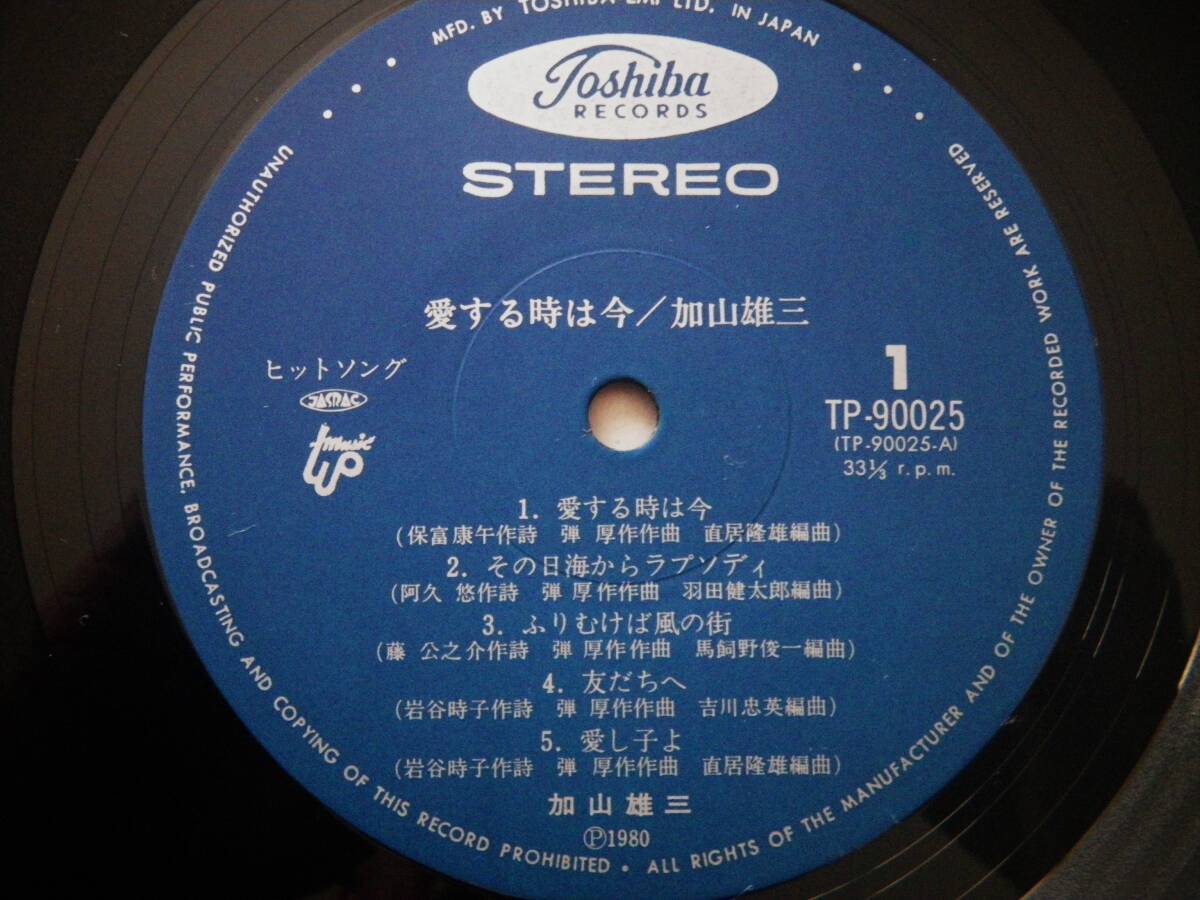 MFD. BY TOSHIBA-EMI LTD. IN JAPAN
Toshiba
RECORDS
STEREO
愛する時は今/加山雄三
ヒットソング
JASRAC
music
1
TP-90025
(TP-90025-A)
33⅓ r.p.m.
1. 愛する時は今
(保富康午作詩 弾 厚作作曲 直居隆雄編曲)
2. その日海からラプソディ
(阿久 悠作詩 弾 厚作作曲 羽田健太郎編曲)
3. ふりむけば風の街
(藤 公之介作詩 弾 厚作作曲 馬飼野俊一編曲)
4. 友だちへ
(岩谷時子作詩 弾 厚作作曲 吉川忠英編曲)
5. 愛し子よ
(岩谷時子作詩 弾 厚作作曲 直居隆雄編曲)
加山雄三
Ⓟ1980
UNAUTHORIZED PUBLIC PERFORMANCE, BROADCASTING AND COPYING OF THIS RECORD PROHIBITED • ALL RIGHTS OF THE MANUFACTURER AND OF THE OWNER OF THE RECORDED WORK ARE RESERVED